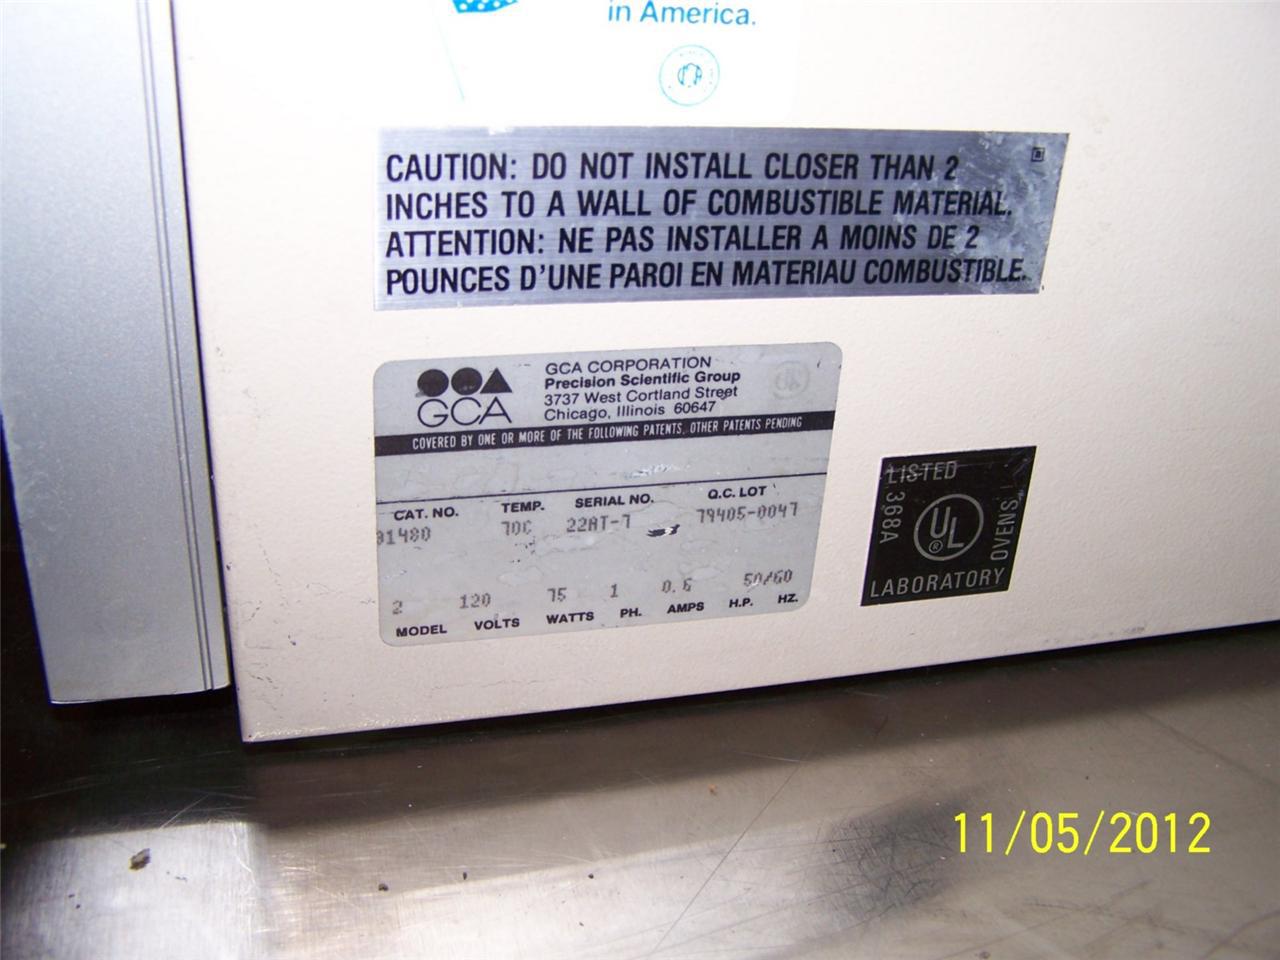 in America.
CAUTION: DO NOT INSTALL CLOSER THAN 2
INCHES TO A WALL OF COMBUSTIBLE MATERIAL.
ATTENTION: NE PAS INSTALLER A MOINS DE 2
POUNCES D'UNE PAROI EN MATERIAU COMBUSTIBLE.
GCA
GCA CORPORATION
Precision Scientific Group
3737 West Cortland Street
Chicago, Illinois 60647
COVERED BY ONE OR MORE OF THE FOLLOWING PATENTS, OTHER PATENTS PENDING
CAT. NO. TEMP. SERIAL NO. Q.C. LOT
31480 70C 22AT-7 79405-0047
2 120 75 1 0.6 50/60
MODEL VOLTS WATTS PH. AMPS H.P. HZ.
LISTED
368A
UL
®
OVENS
LABORATORY
11/05/2012